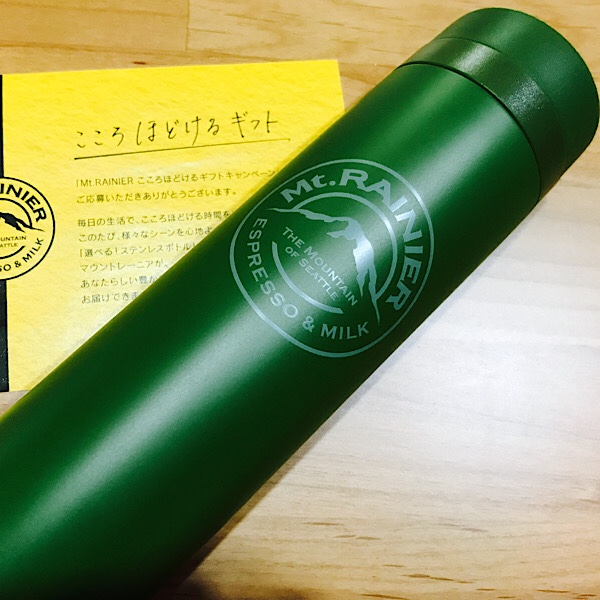 こころ ほどける ギフト
「Mt.RAINIER こころほどけるギフトキャンペーン
ご応募いただきありがとうございます。
毎日の生活で、こころほどける時間を
このたび、様々なシーンを心地よ
「選べる！ステンレスボトル
マウントレーニアが、
あなたらしい豊か
お届けできま
RAINIER
MOUNTAIN
SEATTLE
& MILK
Mt.RAINIER
THE MOUNTAIN
OF SEATTLE
ESPRESSO & MILK